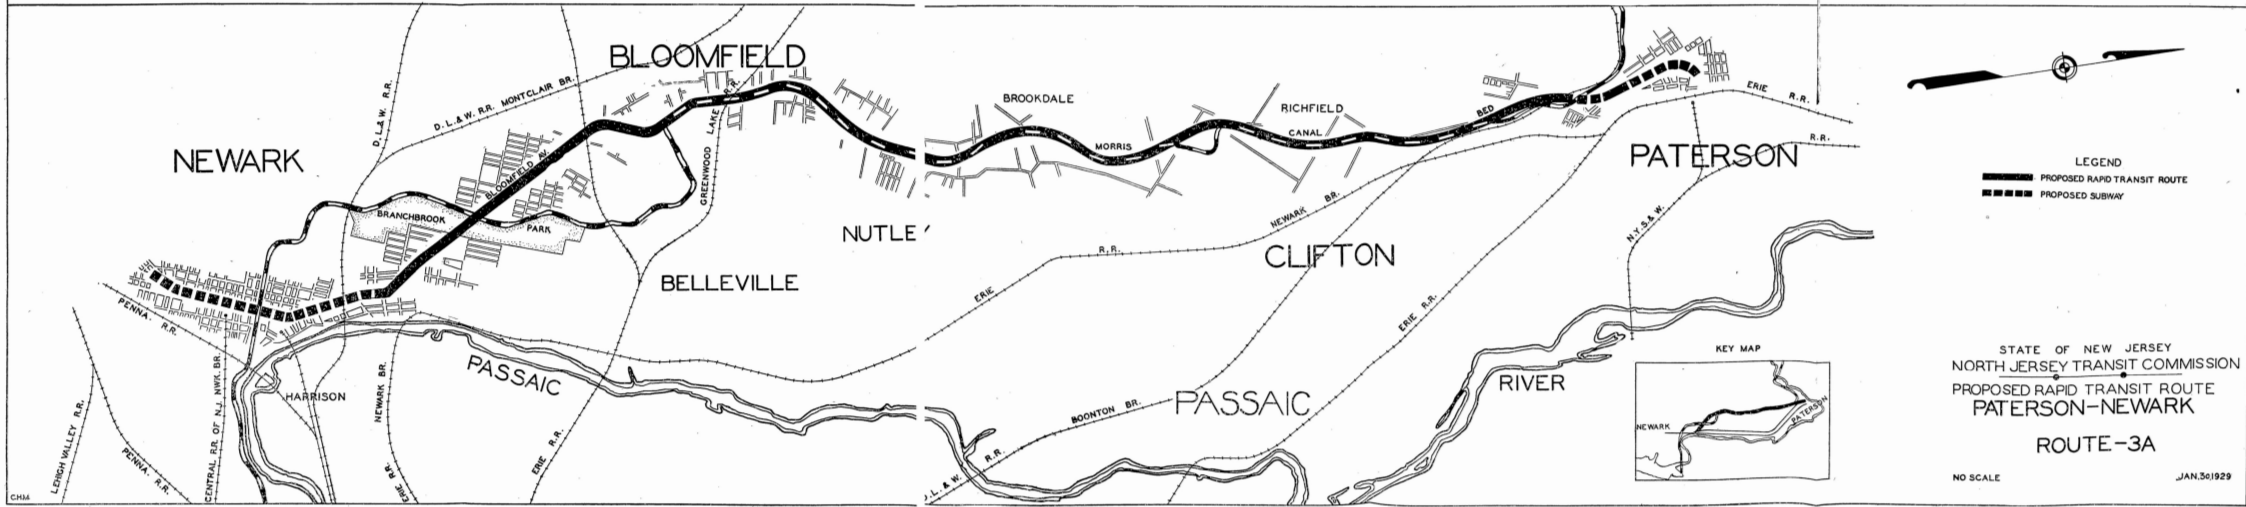 BLOOMFIELD
NEWARK
D. L. & W. R.R.
D. L. & W. R.R. MONTCLAIR BR.
BLOOMFIELD AV.
GREENWOOD LAKE R.R.
BRANCHBROOK
PARK
NUTLEY
BELLEVILLE
PENNA. R.R.
PASSAIC
HARRISON
NEWARK BR.
ERIE R.R.
ERIE R.R.
LEHIGH VALLEY R.R.
PENNA. R.R.
CENTRAL R.R. OF N.J. NWK. BR.
C.H.M.
BROOKDALE
RICHFIELD
MORRIS
CANAL
BED
ERIE R.R.
R.R.
PATERSON
NEWARK BR.
R.R.
ERIE
CLIFTON
N.Y.S. & W.
ERIE R.R.
BOONTON BR.
D. L. & W. R.R.
PASSAIC
RIVER
LEGEND
PROPOSED RAPID TRANSIT ROUTE
PROPOSED SUBWAY
KEY MAP
NEWARK
PATERSON
STATE OF NEW JERSEY
NORTH JERSEY TRANSIT COMMISSION
PROPOSED RAPID TRANSIT ROUTE
PATERSON-NEWARK
ROUTE-3A
NO SCALE
JAN. 30, 1929